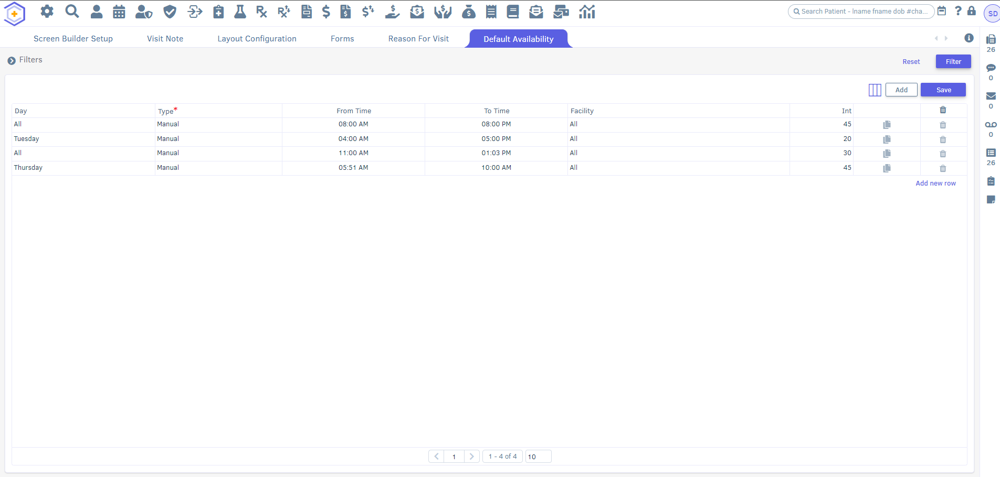 Search Patient - lname fname dob #cha...
SD
Screen Builder Setup Visit Note Layout Configuration Forms Reason For Visit Default Availability
Filters Reset Filter
Add Save
Day Type* From Time To Time Facility Int
All Manual 08:00 AM 08:00 PM All 45
Tuesday Manual 04:00 AM 05:00 PM All 20
All Manual 11:00 AM 01:03 PM All 30
Thursday Manual 05:51 AM 10:00 AM All 45
Add new row
1 1 - 4 of 4 10
26
0
0
0
26